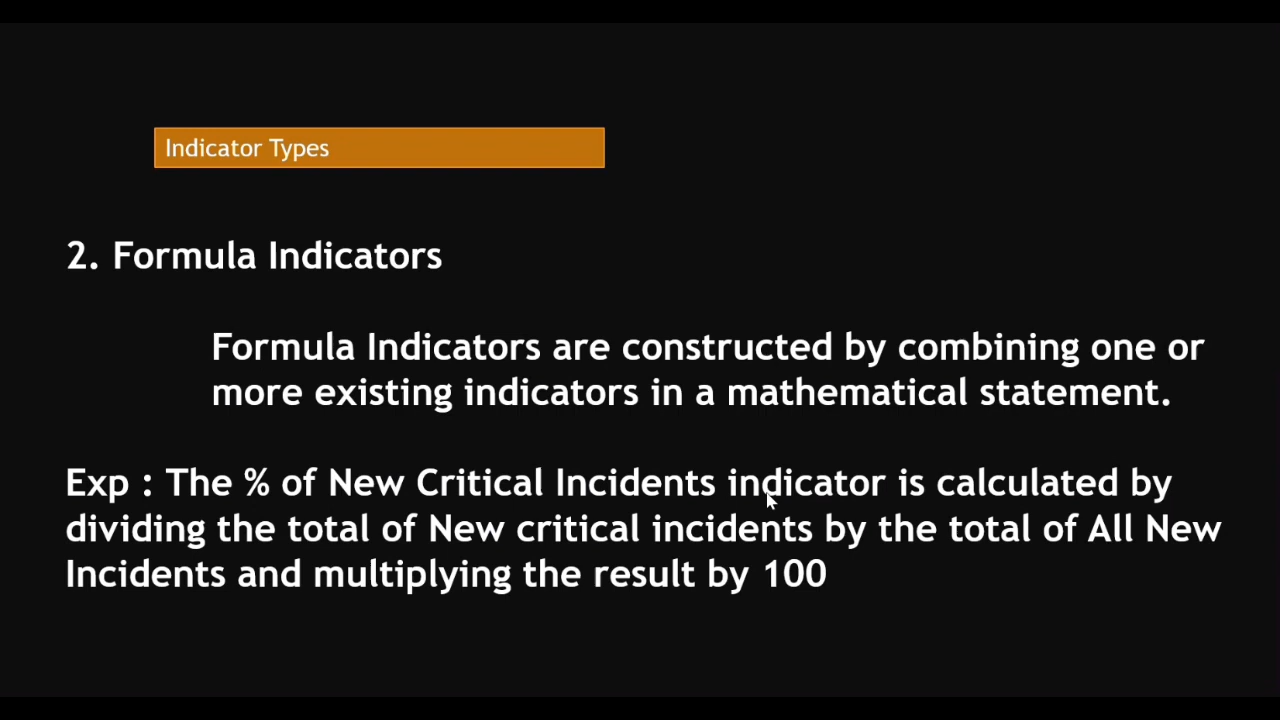 Indicator Types
2. Formula Indicators
Formula Indicators are constructed by combining one or
more existing indicators in a mathematical statement.
Exp : The % of New Critical Incidents indicator is calculated by
dividing the total of New critical incidents by the total of All New
Incidents and multiplying the result by 100